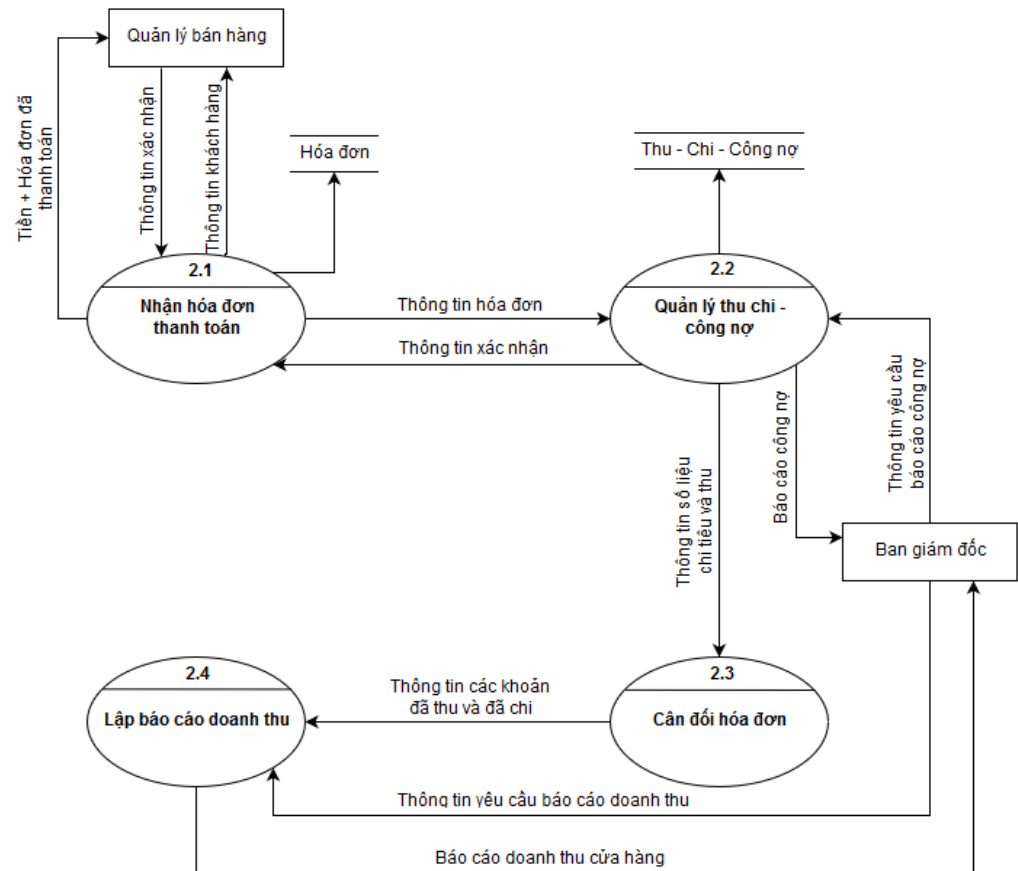 Quản lý bán hàng
Tiền + Hóa đơn đã
thanh toán
Thông tin xác nhận
Thông tin khách hàng
Hóa đơn
Thu - Chi - Công nợ
2.1
Nhận hóa đơn
thanh toán
2.2
Quản lý thu chi -
công nợ
Thông tin hóa đơn
Thông tin xác nhận
Thông tin số liệu
chi tiêu và thu
Báo cáo công nợ
Thông tin yêu cầu
báo cáo công nợ
Ban giám đốc
2.4
Lập báo cáo doanh thu
Thông tin các khoản
đã thu và đã chi
2.3
Cân đối hóa đơn
Thông tin yêu cầu báo cáo doanh thu
Báo cáo doanh thu cửa hàng